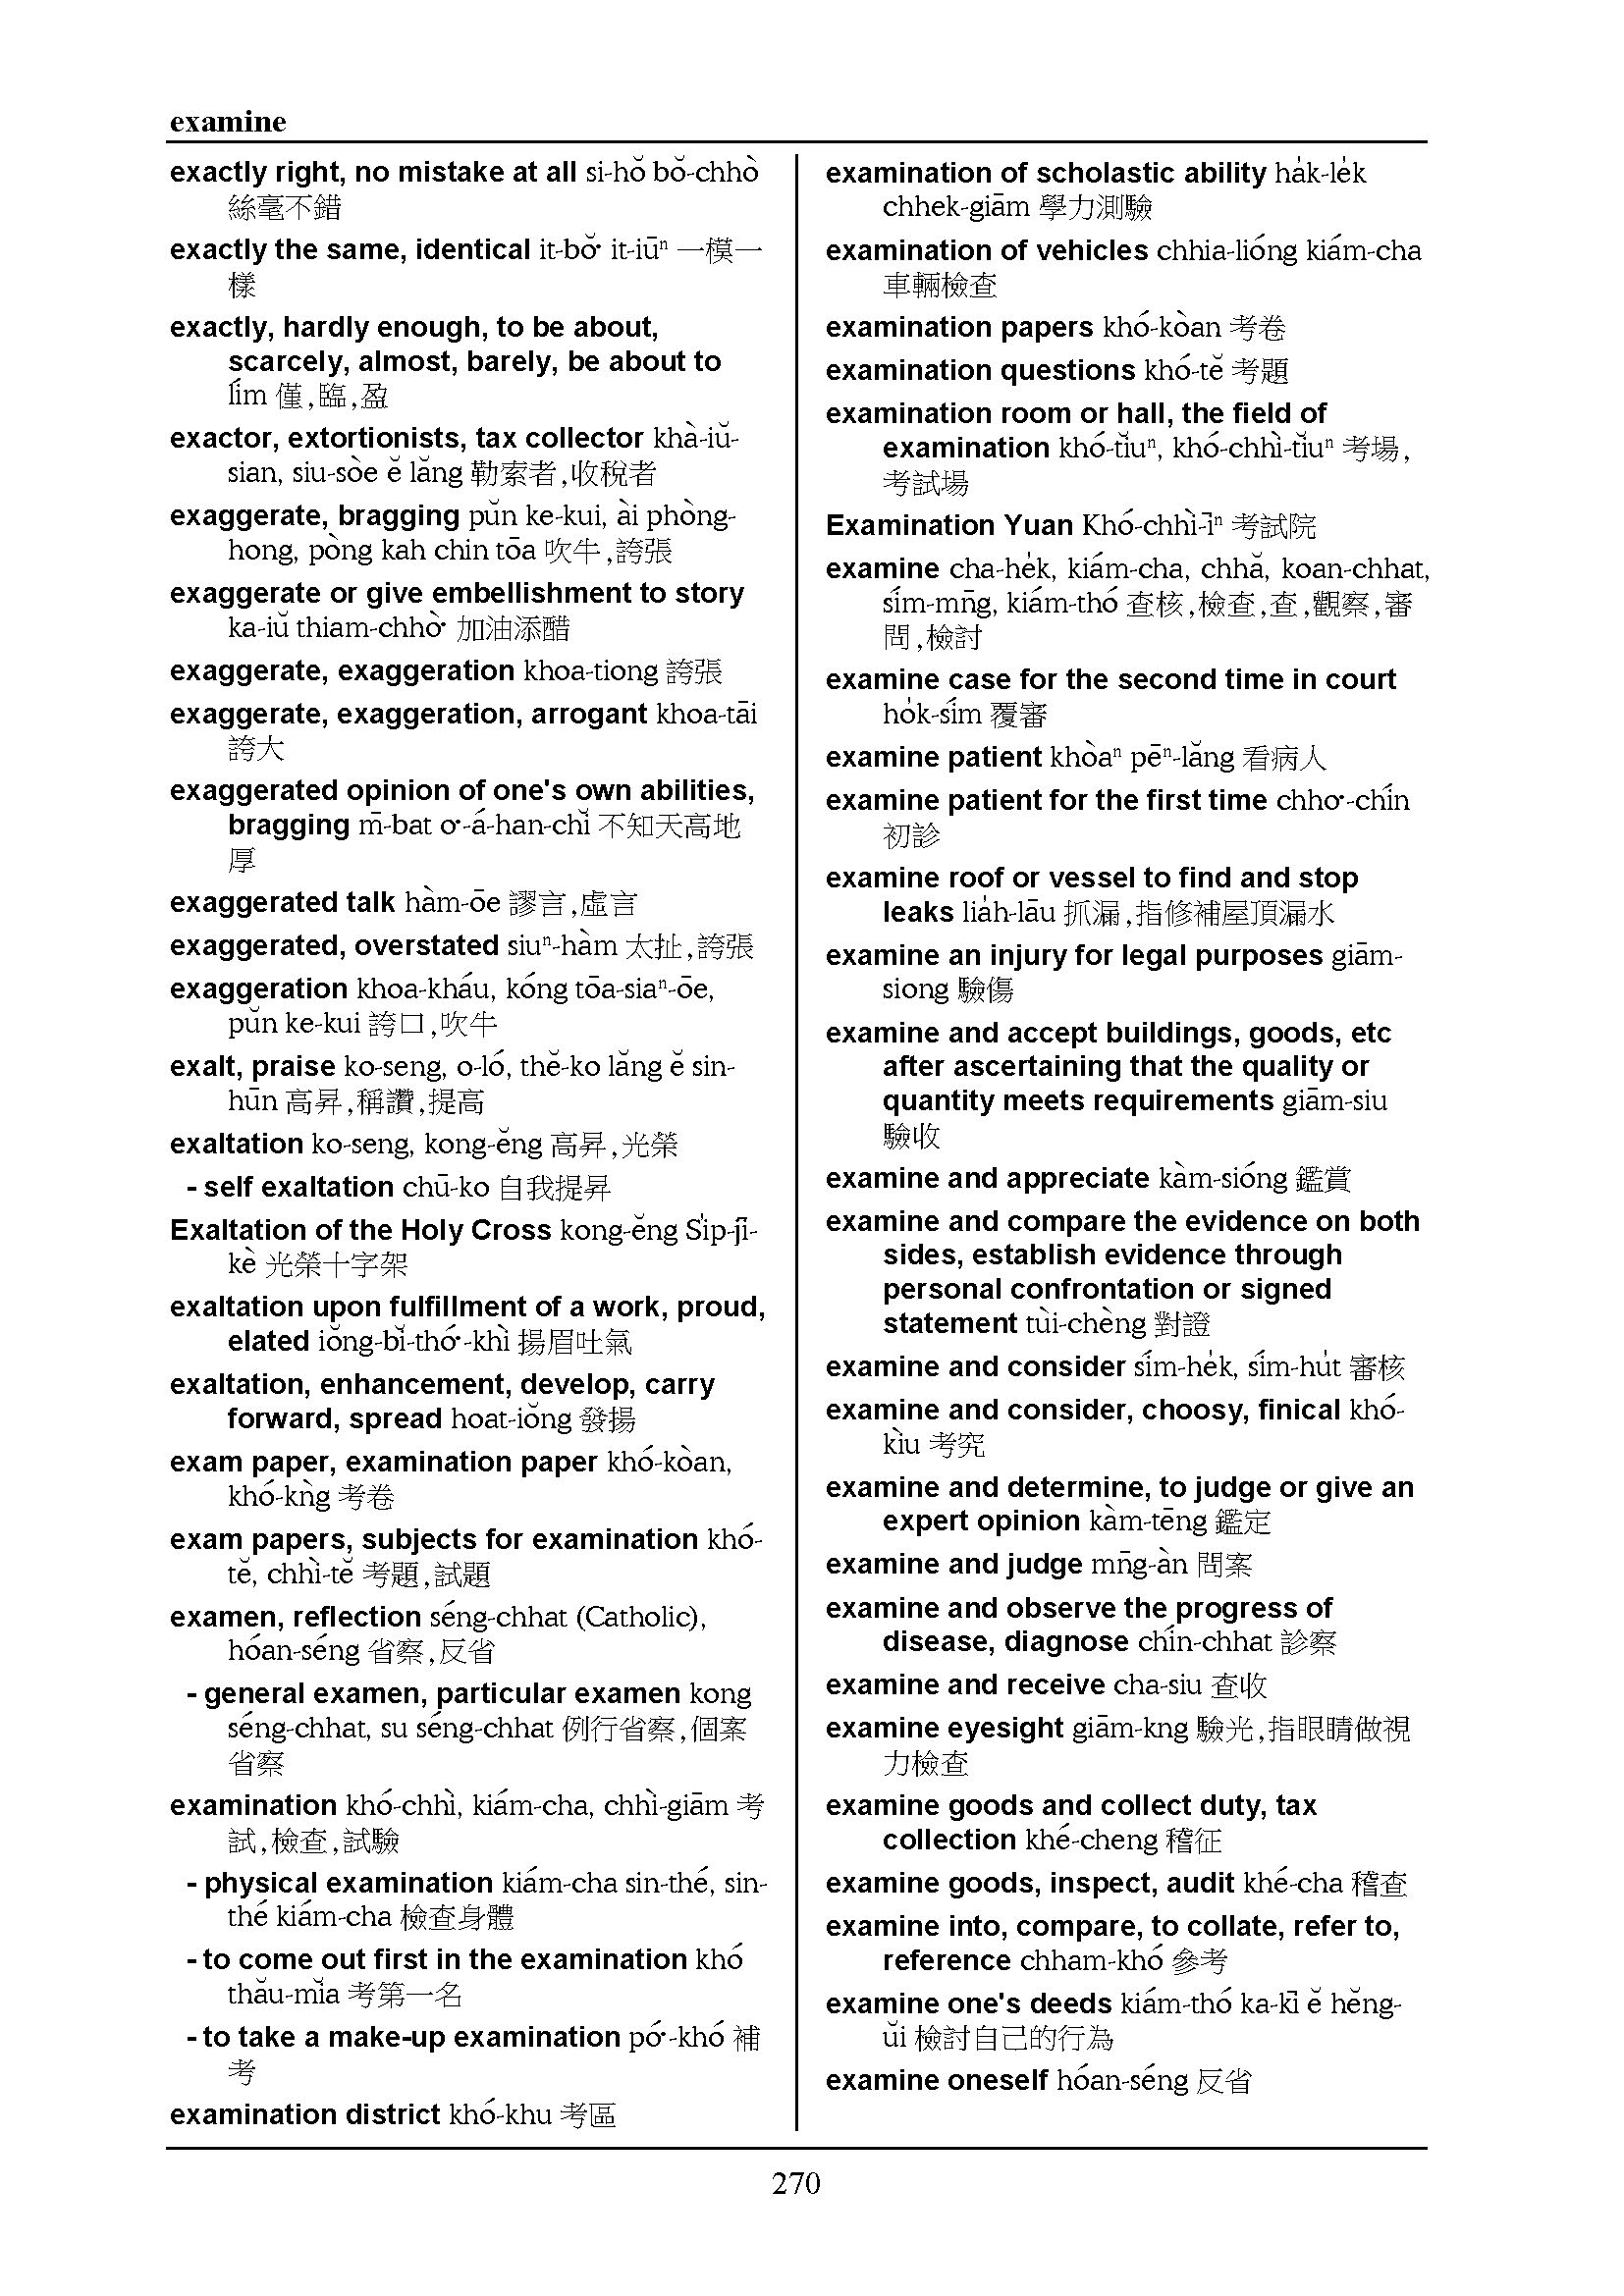 examine
exactly right, no mistake at all si-hŏ bŏ-chhò
絲毫不錯
exactly the same, identical it-bŏ͘ it-iūⁿ 一模一
樣
exactly, hardly enough, to be about,
scarcely, almost, barely, be about to
lím 僅,臨,盈
exactor, extortionists, tax collector khà-iŭ-
sian, siu-sòe ĕ lăng 勒索者,收稅者
exaggerate, bragging pŭn ke-kui, ài phòng-
hong, pòng kah chin tōa 吹牛,誇張
exaggerate or give embellishment to story
ka-iŭ thiam-chhò͘ 加油添醋
exaggerate, exaggeration khoa-tiong 誇張
exaggerate, exaggeration, arrogant khoa-tāi
誇大
exaggerated opinion of one's own abilities,
bragging m̄-bat o͘-á-han-chĭ 不知天高地
厚
exaggerated talk hàm-ōe 謬言,虛言
exaggerated, overstated siuⁿ-hàm 太扯,誇張
exaggeration khoa-kháu, kóng tōa-siaⁿ-ōe,
pŭn ke-kui 誇口,吹牛
exalt, praise ko-seng, o-ló, thĕ-ko lăng ĕ sin-
hūn 高昇,稱讚,提高
exaltation ko-seng, kong-ĕng 高昇,光榮
- self exaltation chū-ko 自我提昇
Exaltation of the Holy Cross kong-ĕng Si̍p-jī-
kè 光榮十字架
exaltation upon fulfillment of a work, proud,
elated iŏng-bĭ-thó͘-khì 揚眉吐氣
exaltation, enhancement, develop, carry
forward, spread hoat-iŏng 發揚
exam paper, examination paper khó-kòan,
khó-kǹg 考卷
exam papers, subjects for examination khó-
tĕ, chhì-tĕ 考題,試題
examen, reflection séng-chhat (Catholic),
hóan-séng 省察,反省
- general examen, particular examen kong
séng-chhat, su séng-chhat 例行省察,個案
省察
examination khó-chhì, kiám-cha, chhì-giām 考
試,檢查,試驗
- physical examination kiám-cha sin-thé, sin-
thé kiám-cha 檢查身體
- to come out first in the examination khó
thău-mĭa 考第一名
- to take a make-up examination pó͘-khó 補
考
examination district khó-khu 考區
examination of scholastic ability ha̍k-le̍k
chhek-giām 學力測驗
examination of vehicles chhia-lióng kiám-cha
車輛檢查
examination papers khó-kòan 考卷
examination questions khó-tĕ 考題
examination room or hall, the field of
examination khó-tĭuⁿ, khó-chhì-tĭuⁿ 考場,
考試場
Examination Yuan Khó-chhì-īⁿ 考試院
examine cha-he̍k, kiám-cha, chhă, koan-chhat,
sím-mn̄g, kiám-thó 查核,檢查,查,觀察,審
問,檢討
examine case for the second time in court
ho̍k-sím 覆審
examine patient khòaⁿ pēⁿ-lăng 看病人
examine patient for the first time chho͘-chín
初診
examine roof or vessel to find and stop
leaks lia̍h-lāu 抓漏,指修補屋頂漏水
examine an injury for legal purposes giām-
siong 驗傷
examine and accept buildings, goods, etc
after ascertaining that the quality or
quantity meets requirements giām-siu
驗收
examine and appreciate kàm-sióng 鑑賞
examine and compare the evidence on both
sides, establish evidence through
personal confrontation or signed
statement tùi-chèng 對證
examine and consider sím-he̍k, sím-hu̍t 審核
examine and consider, choosy, finical khó-
kìu 考究
examine and determine, to judge or give an
expert opinion kàm-tēng 鑑定
examine and judge mn̄g-àn 問案
examine and observe the progress of
disease, diagnose chín-chhat 診察
examine and receive cha-siu 查收
examine eyesight giām-kng 驗光,指眼睛做視
力檢查
examine goods and collect duty, tax
collection khé-cheng 稽征
examine goods, inspect, audit khé-cha 稽查
examine into, compare, to collate, refer to,
reference chham-khó 參考
examine one's deeds kiám-thó ka-kī ĕ hĕng-
ŭi 檢討自己的行為
examine oneself hóan-séng 反省
270